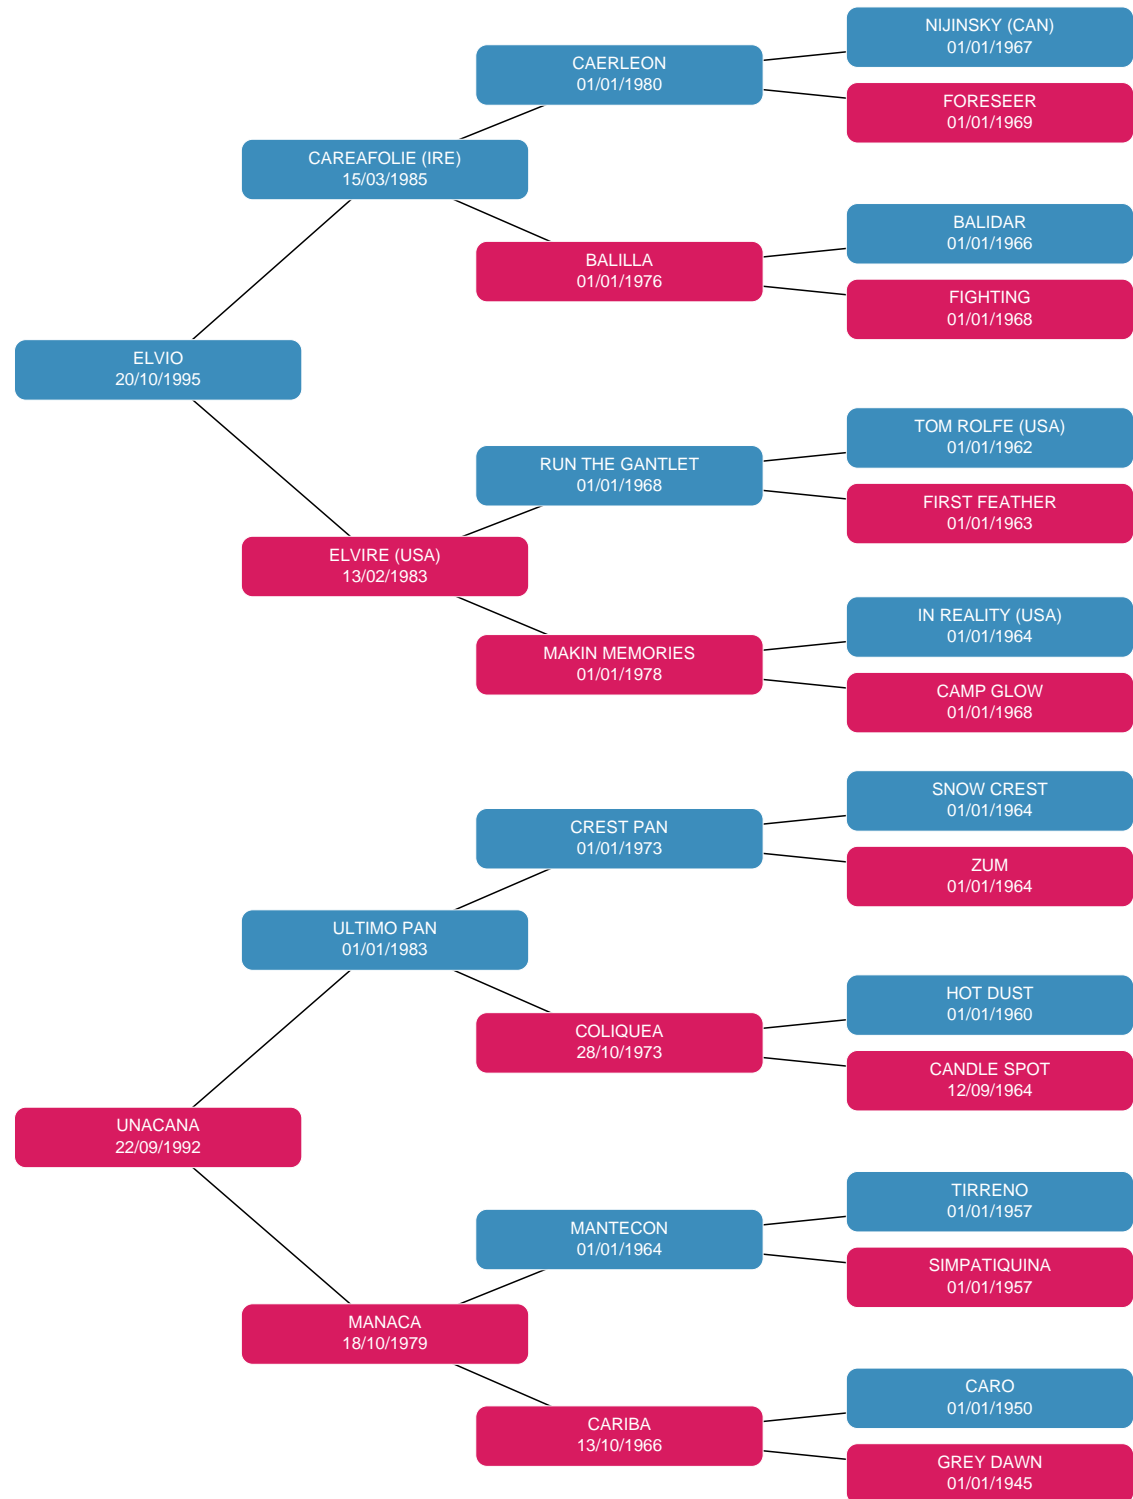 NIJINSKY (CAN)
01/01/1967
CAERLEON
01/01/1980
FORESEER
01/01/1969
CAREAFOLIE (IRE)
15/03/1985
BALIDAR
01/01/1966
BALILLA
01/01/1976
FIGHTING
01/01/1968
ELVIO
20/10/1995
TOM ROLFE (USA)
01/01/1962
RUN THE GANTLET
01/01/1968
FIRST FEATHER
01/01/1963
ELVIRE (USA)
13/02/1983
IN REALITY (USA)
01/01/1964
MAKIN MEMORIES
01/01/1978
CAMP GLOW
01/01/1968
SNOW CREST
01/01/1964
CREST PAN
01/01/1973
ZUM
01/01/1964
ULTIMO PAN
01/01/1983
HOT DUST
01/01/1960
COLIQUEA
28/10/1973
CANDLE SPOT
12/09/1964
UNACANA
22/09/1992
TIRRENO
01/01/1957
MANTECON
01/01/1964
SIMPATIQUINA
01/01/1957
MANACA
18/10/1979
CARO
01/01/1950
CARIBA
13/10/1966
GREY DAWN
01/01/1945